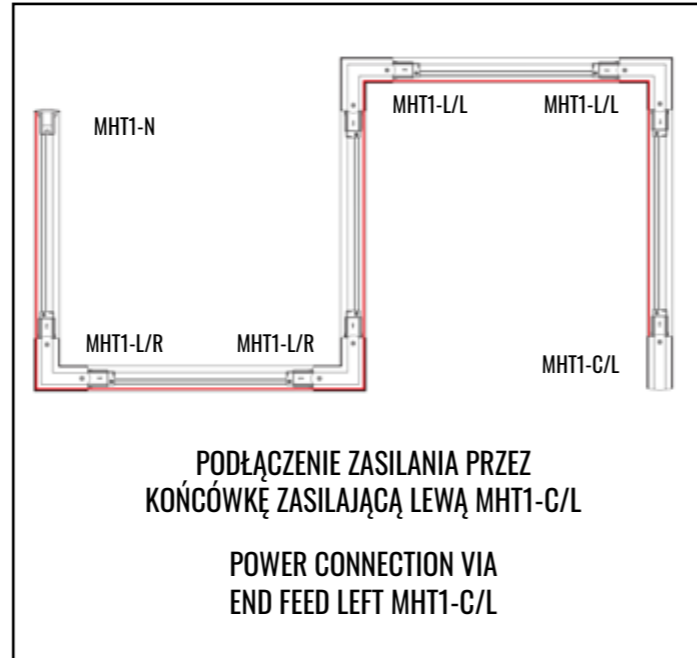 MHT1-L/L MHT1-L/L
MHT1-N
MHT1-L/R MHT1-L/R
MHT1-C/L
PODŁĄCZENIE ZASILANIA PRZEZ
KOŃCÓWKĘ ZASILAJĄCĄ LEWĄ MHT1-C/L
POWER CONNECTION VIA
END FEED LEFT MHT1-C/L